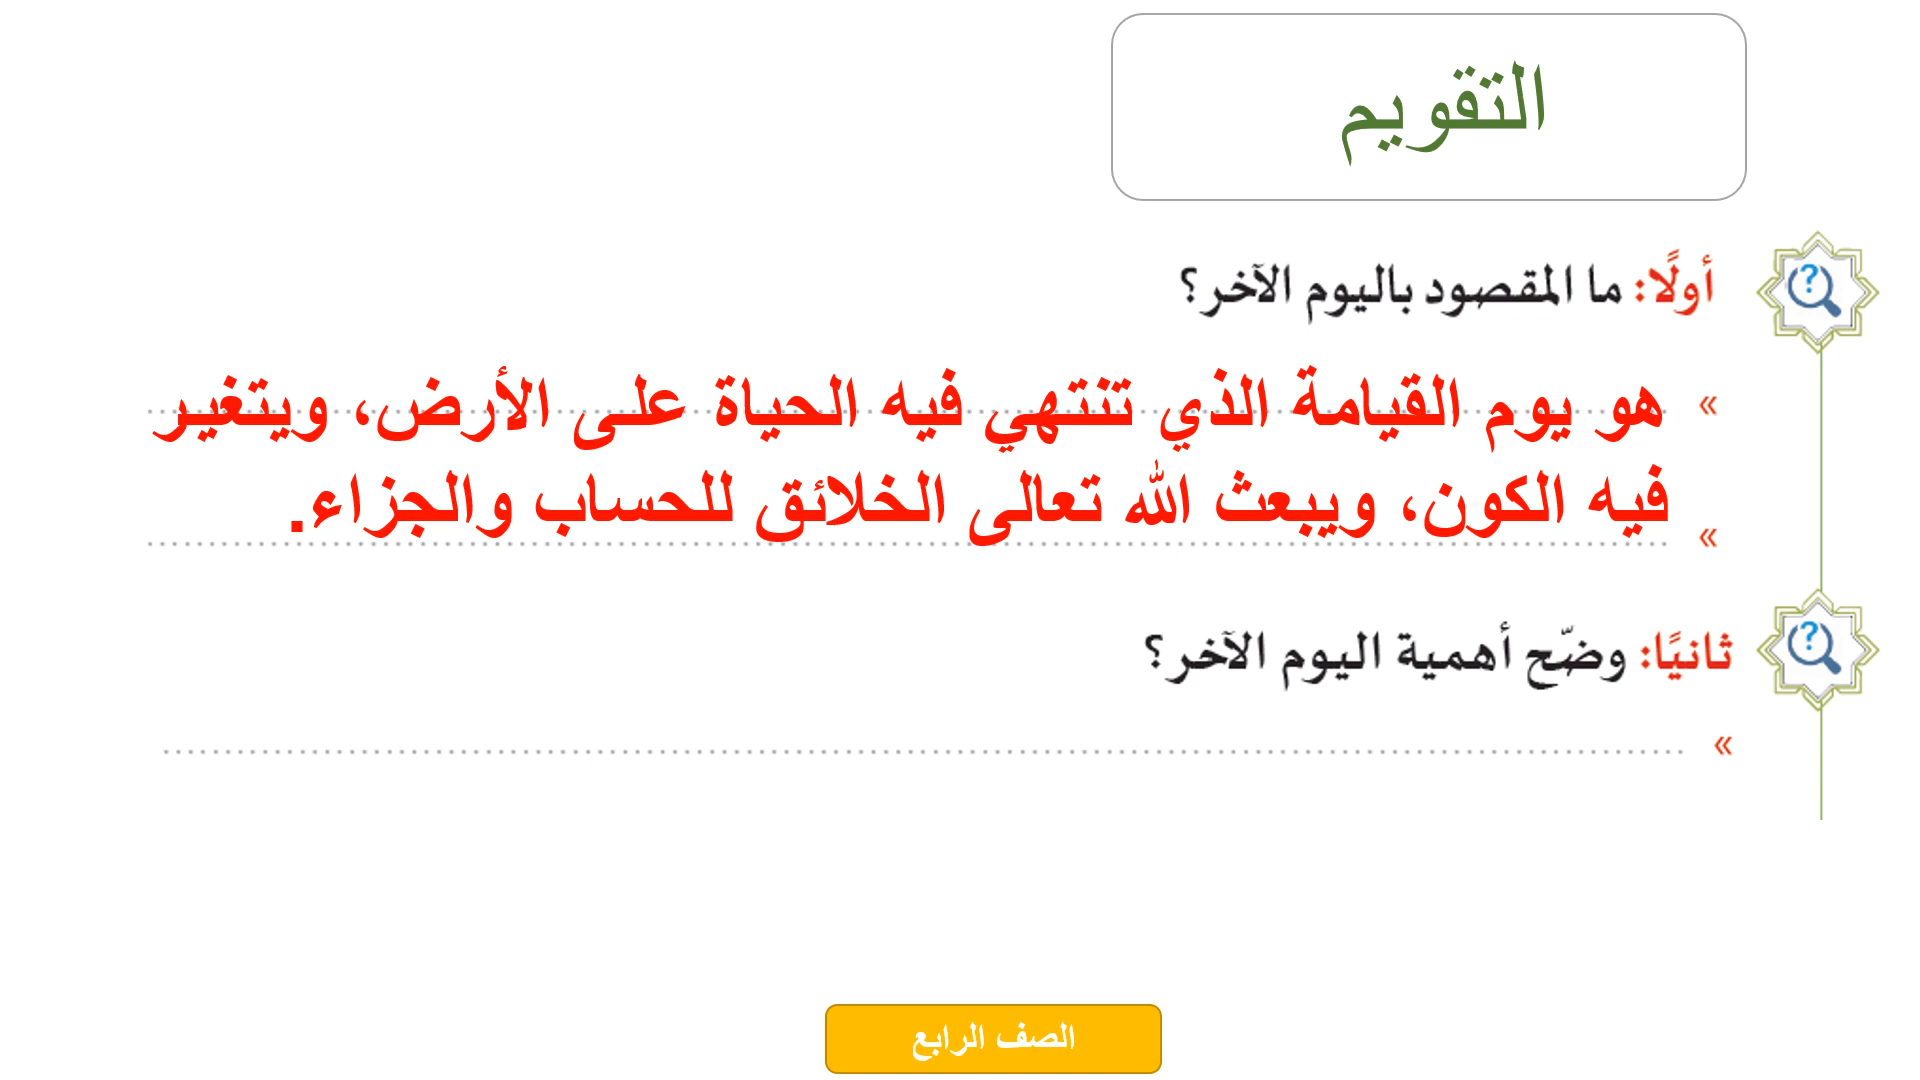 التقويم
أولًا: ما المقصود باليوم الآخر؟
» هو يوم القيامة الذي تنتهي فيه الحياة على الأرض، ويتغير
» فيه الكون، ويبعث الله تعالى الخلائق للحساب والجزاء.
ثانيًا: وضّح أهمية اليوم الآخر؟
»
الصف الرابع